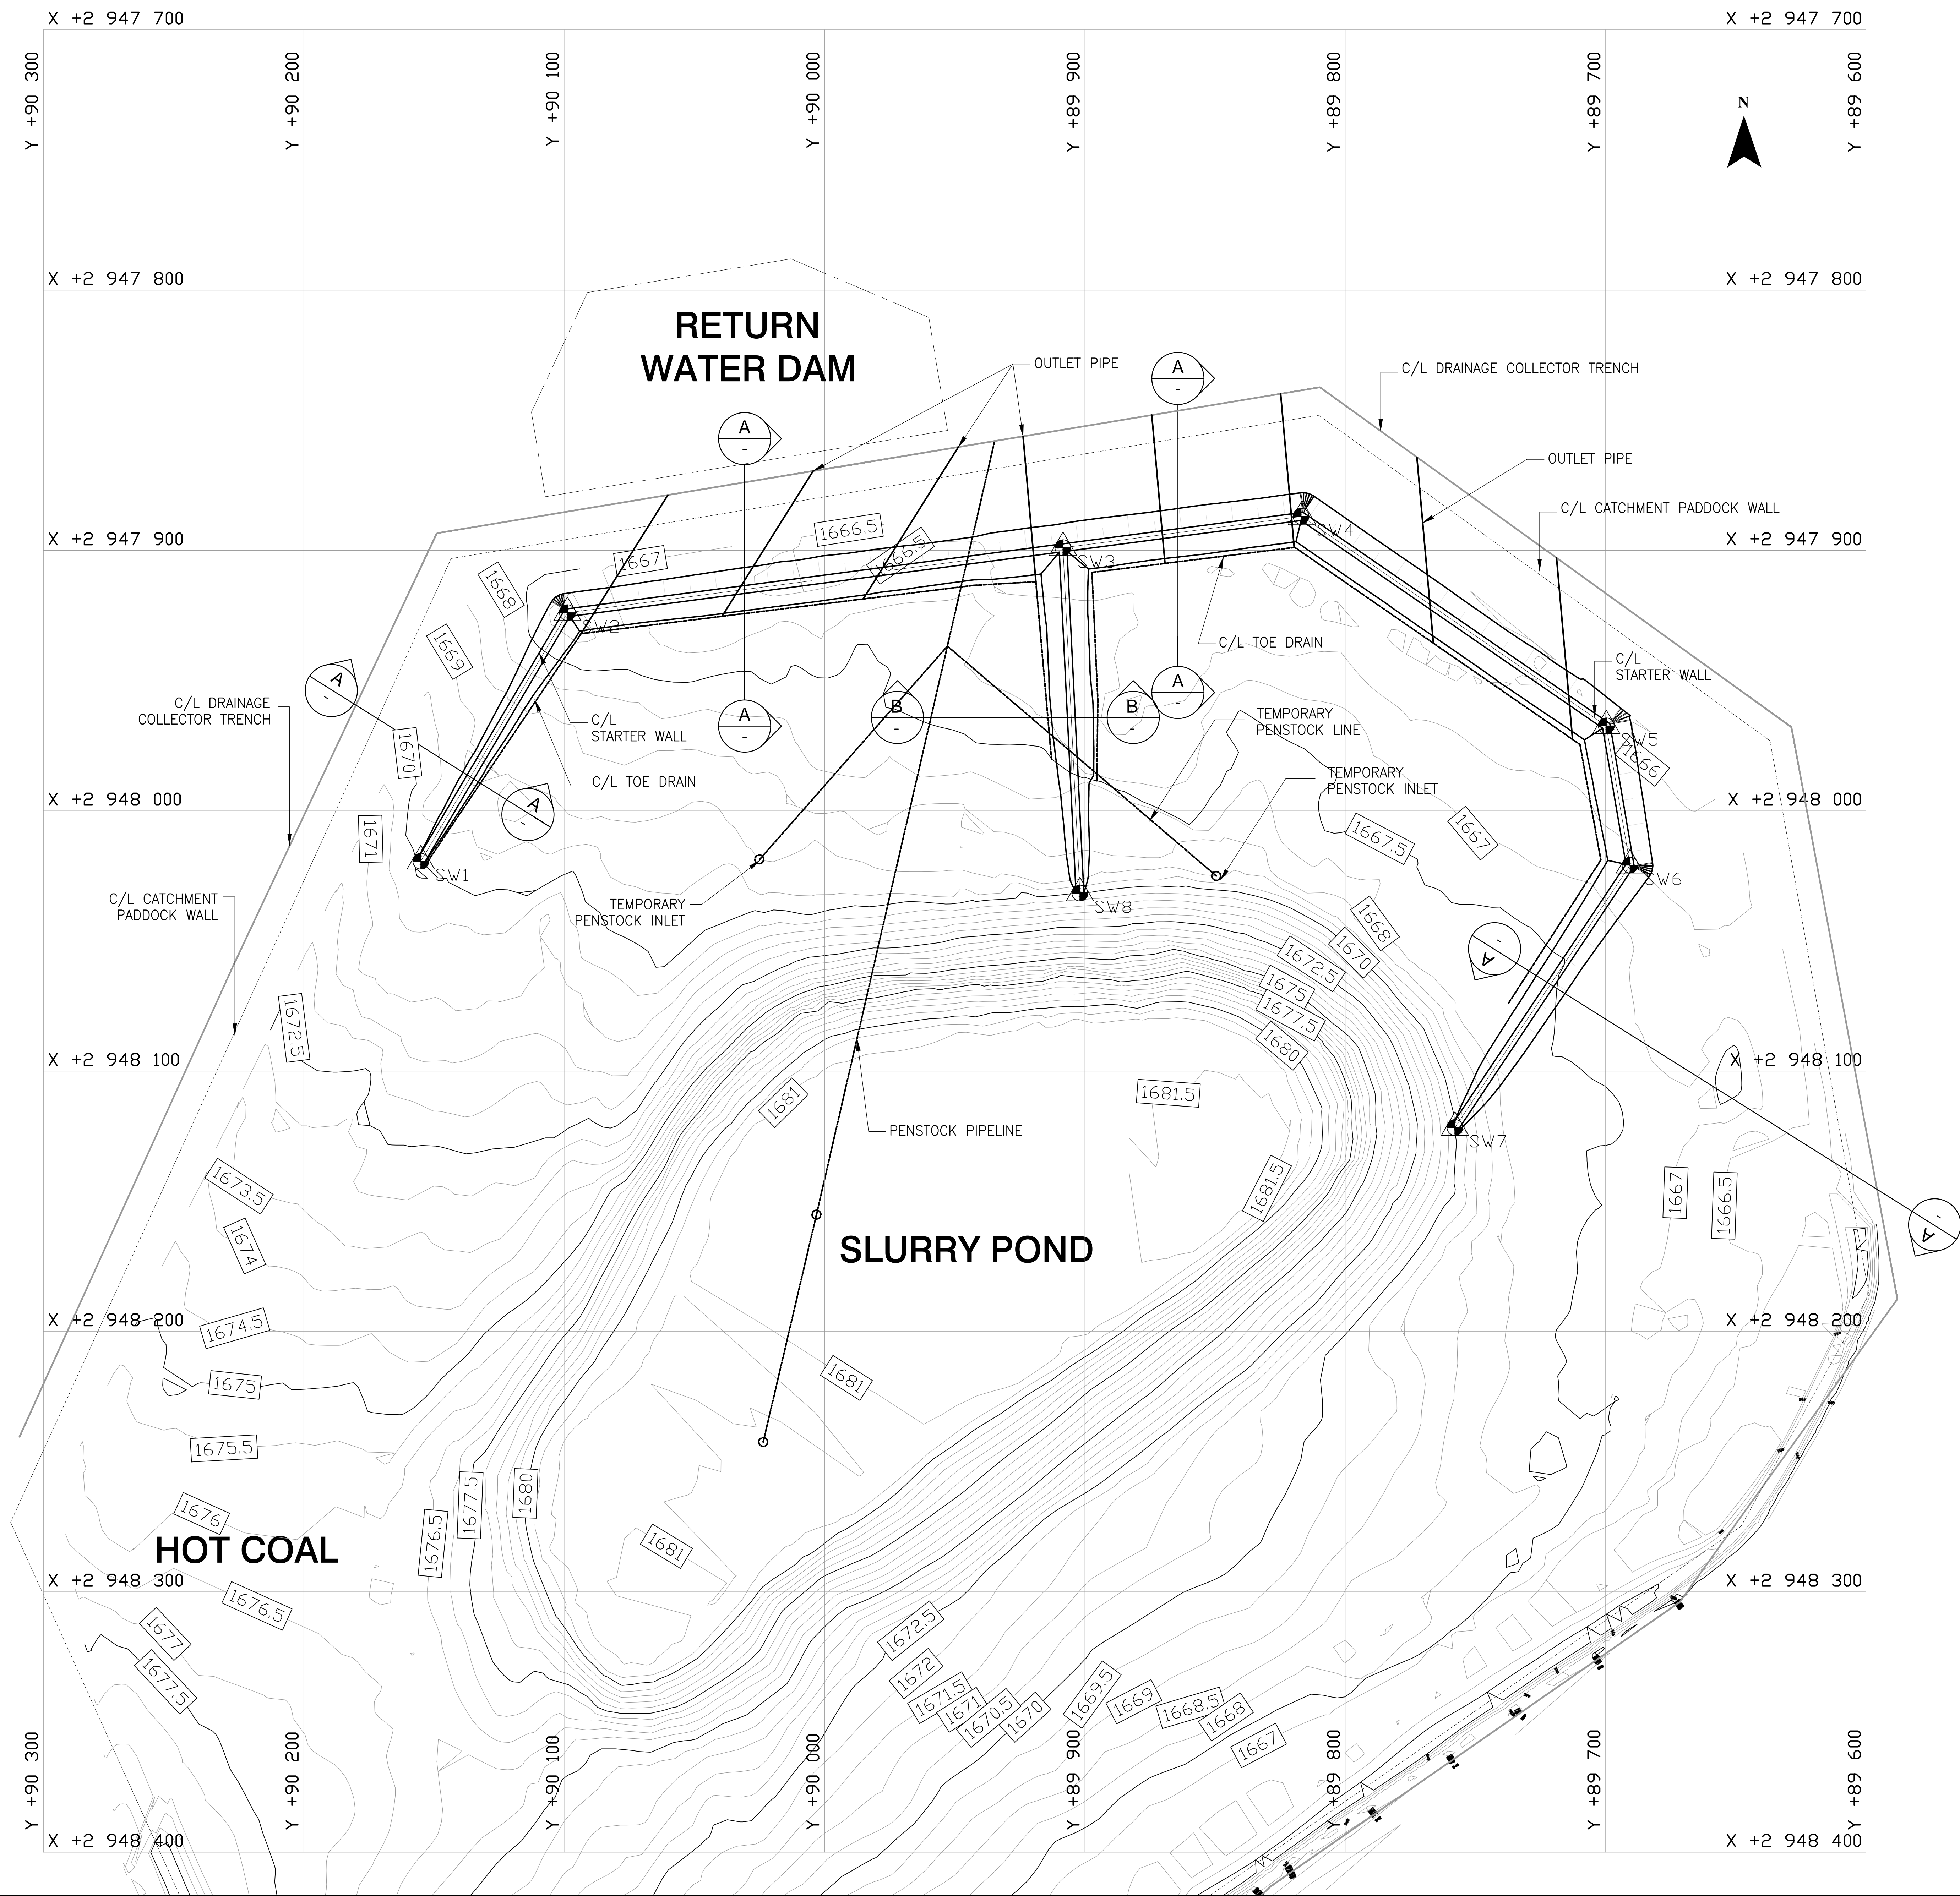 X +2 947 700
X +2 947 700
Y +90 300
Y +90 200
Y +90 100
Y +90 000
Y +89 900
Y +89 800
Y +89 700
Y +89 600
N
X +2 947 800
X +2 947 800
RETURN
WATER DAM
OUTLET PIPE
A
-
C/L DRAINAGE COLLECTOR TRENCH
A
-
OUTLET PIPE
C/L CATCHMENT PADDOCK WALL
X +2 947 900
X +2 947 900
1666.5
1666.5
1667
1668
1669
SW2
SW3
SW4
C/L TOE DRAIN
C/L
STARTER WALL
A
-
C/L DRAINAGE
COLLECTOR TRENCH
C/L
STARTER WALL
A
-
B
-
B
-
A
-
TEMPORARY
PENSTOCK LINE
SW5
1666
1670
C/L TOE DRAIN
TEMPORARY
PENSTOCK INLET
X +2 948 000
X +2 948 000
A
-
1671
1667.5
1667
SW1
SW6
C/L CATCHMENT
PADDOCK WALL
TEMPORARY
PENSTOCK INLET
SW8
1668
1670
1672.5
1675
1677.5
1680
A
-
1672.5
X +2 948 100
X +2 948 100
1681
1681.5
PENSTOCK PIPELINE
SW7
1673.5
1674
1681.5
1667
1666.5
A
-
SLURRY POND
X +2 948 200
X +2 948 200
1674.5
1675
1681
1675.5
1676
1677.5
1680
1676.5
1681
HOT COAL
X +2 948 300
X +2 948 300
1676.5
1677
1677.5
1672.5
1672
1671.5
1671
1670.5
1670
1669.5
1669
1668.5
1668
1667
Y +90 300
Y +90 200
Y +90 100
Y +90 000
Y +89 900
Y +89 800
Y +89 700
Y +89 600
X +2 948 400
X +2 948 400